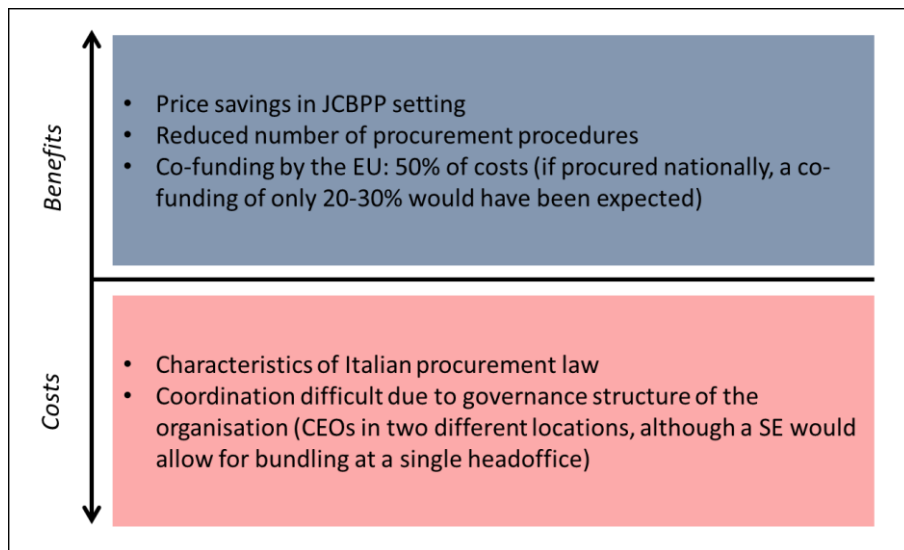 Benefits
• Price savings in JCBPP setting
• Reduced number of procurement procedures
• Co-funding by the EU: 50% of costs (if procured nationally, a co-
funding of only 20-30% would have been expected)
Costs
• Characteristics of Italian procurement law
• Coordination difficult due to governance structure of the
organisation (CEOs in two different locations, although a SE would
allow for bundling at a single headoffice)